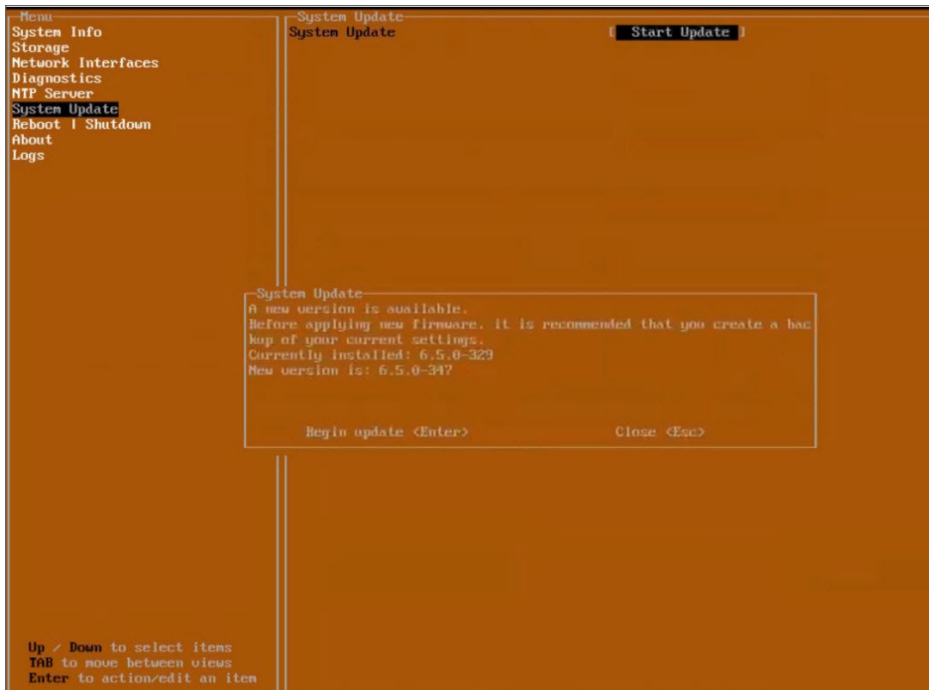 Menu
System Info
Storage
Network Interfaces
Diagnostics
NTP Server
System Update
Reboot | Shutdown
About
Logs
System Update
System Update [ Start Update ]
System Update
A new version is available.
Before applying new firmware, it is recommended that you create a bac
kup of your current settings.
Currently installed: 6.5.0-329
New version is: 6.5.0-347
Begin update <Enter> Close <Esc>
Up / Down to select items
TAB to move between views
Enter to action/edit an item